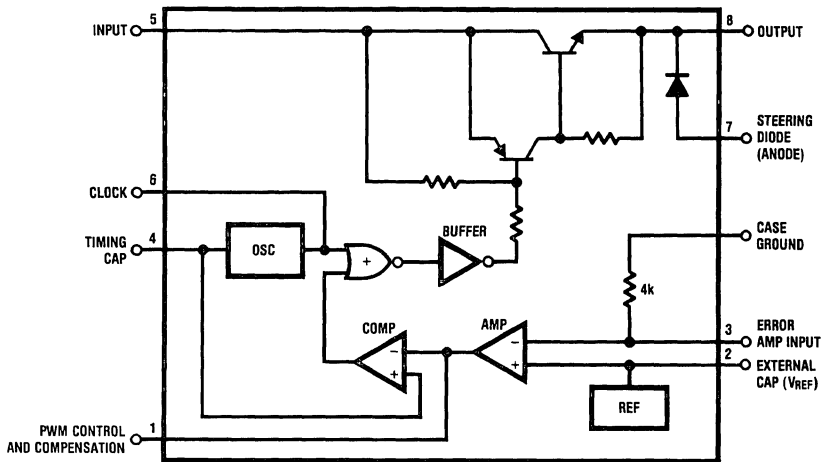 INPUT 5
8 OUTPUT
7
STEERING
DIODE
(ANODE)
6
CLOCK
TIMING
CAP
4
OSC
+
BUFFER
CASE
GROUND
4k
COMP
AMP
−
+
−
+
3
ERROR
AMP INPUT
2
EXTERNAL
CAP (VREF)
REF
PWM CONTROL
AND COMPENSATION
1